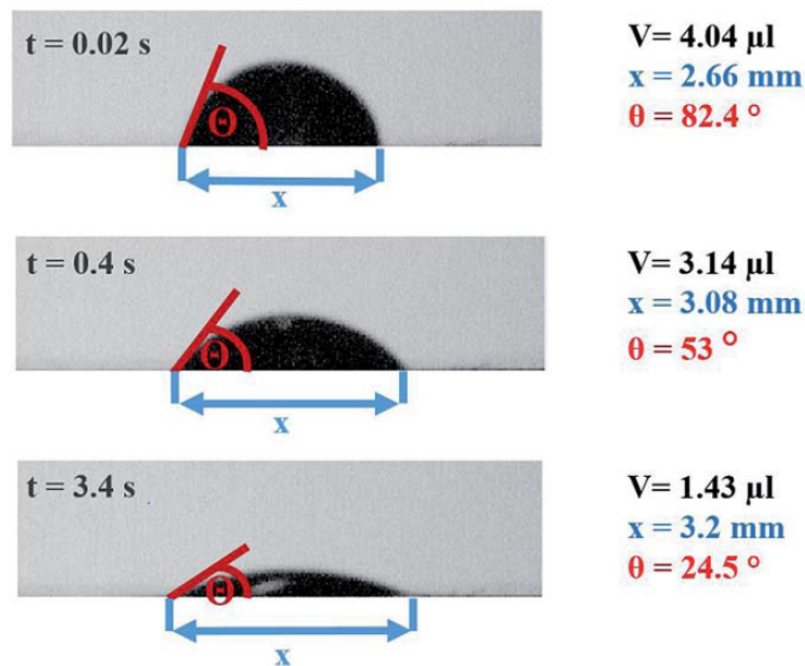 t = 0.02 s
V= 4.04 µl
x = 2.66 mm
θ = 82.4 °
Θ
x
t = 0.4 s
V= 3.14 µl
x = 3.08 mm
θ = 53 °
Θ
x
t = 3.4 s
V= 1.43 µl
x = 3.2 mm
θ = 24.5 °
Θ
x